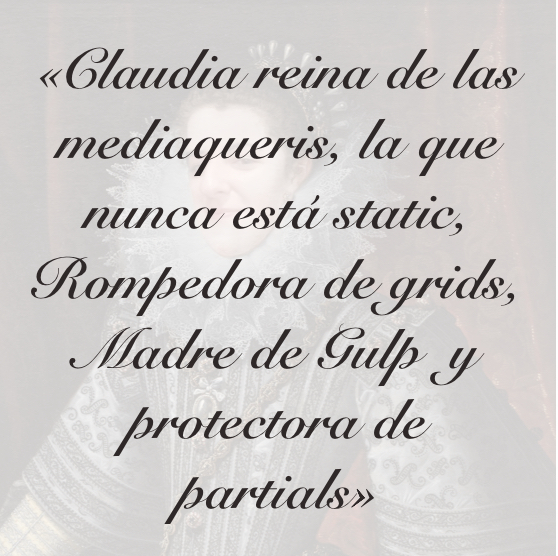 «Claudia reina de las
mediaqueris, la que
nunca está static,
Rompedora de grids,
Madre de Gulp y
protectora de
partials»